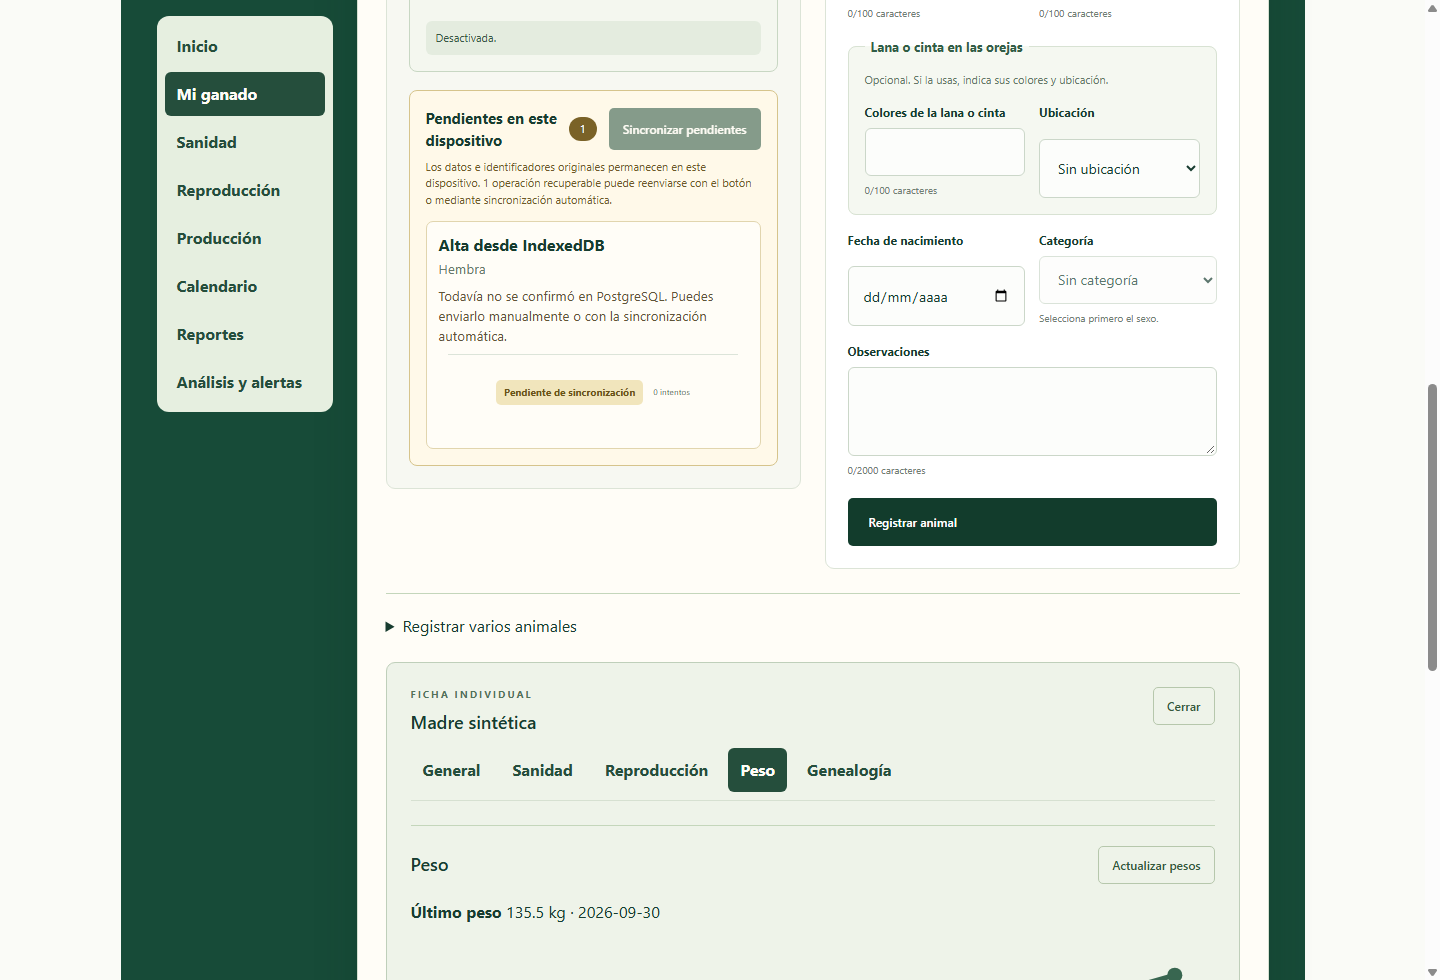 Inicio
Mi ganado
Sanidad
Reproducción
Producción
Calendario
Reportes
Análisis y alertas
Desactivada.
Pendientes en este
dispositivo
1
Sincronizar pendientes
Los datos e identificadores originales permanecen en este
dispositivo. 1 operación recuperable puede reenviarse con el botón
o mediante sincronización automática.
Alta desde IndexedDB
Hembra
Todavía no se confirmó en PostgreSQL. Puedes
enviarlo manualmente o con la sincronización
automática.
Pendiente de sincronización
0 intentos
0/100 caracteres
0/100 caracteres
Lana o cinta en las orejas
Opcional. Si la usas, indica sus colores y ubicación.
Colores de la lana o cinta
Ubicación
Sin ubicación
0/100 caracteres
Fecha de nacimiento
Categoría
dd/mm/aaaa
Sin categoría
Selecciona primero el sexo.
Observaciones
0/2000 caracteres
Registrar animal
Registrar varios animales
FICHA INDIVIDUAL
Madre sintética
Cerrar
General
Sanidad
Reproducción
Peso
Genealogía
Peso
Actualizar pesos
Último peso 135.5 kg · 2026-09-30